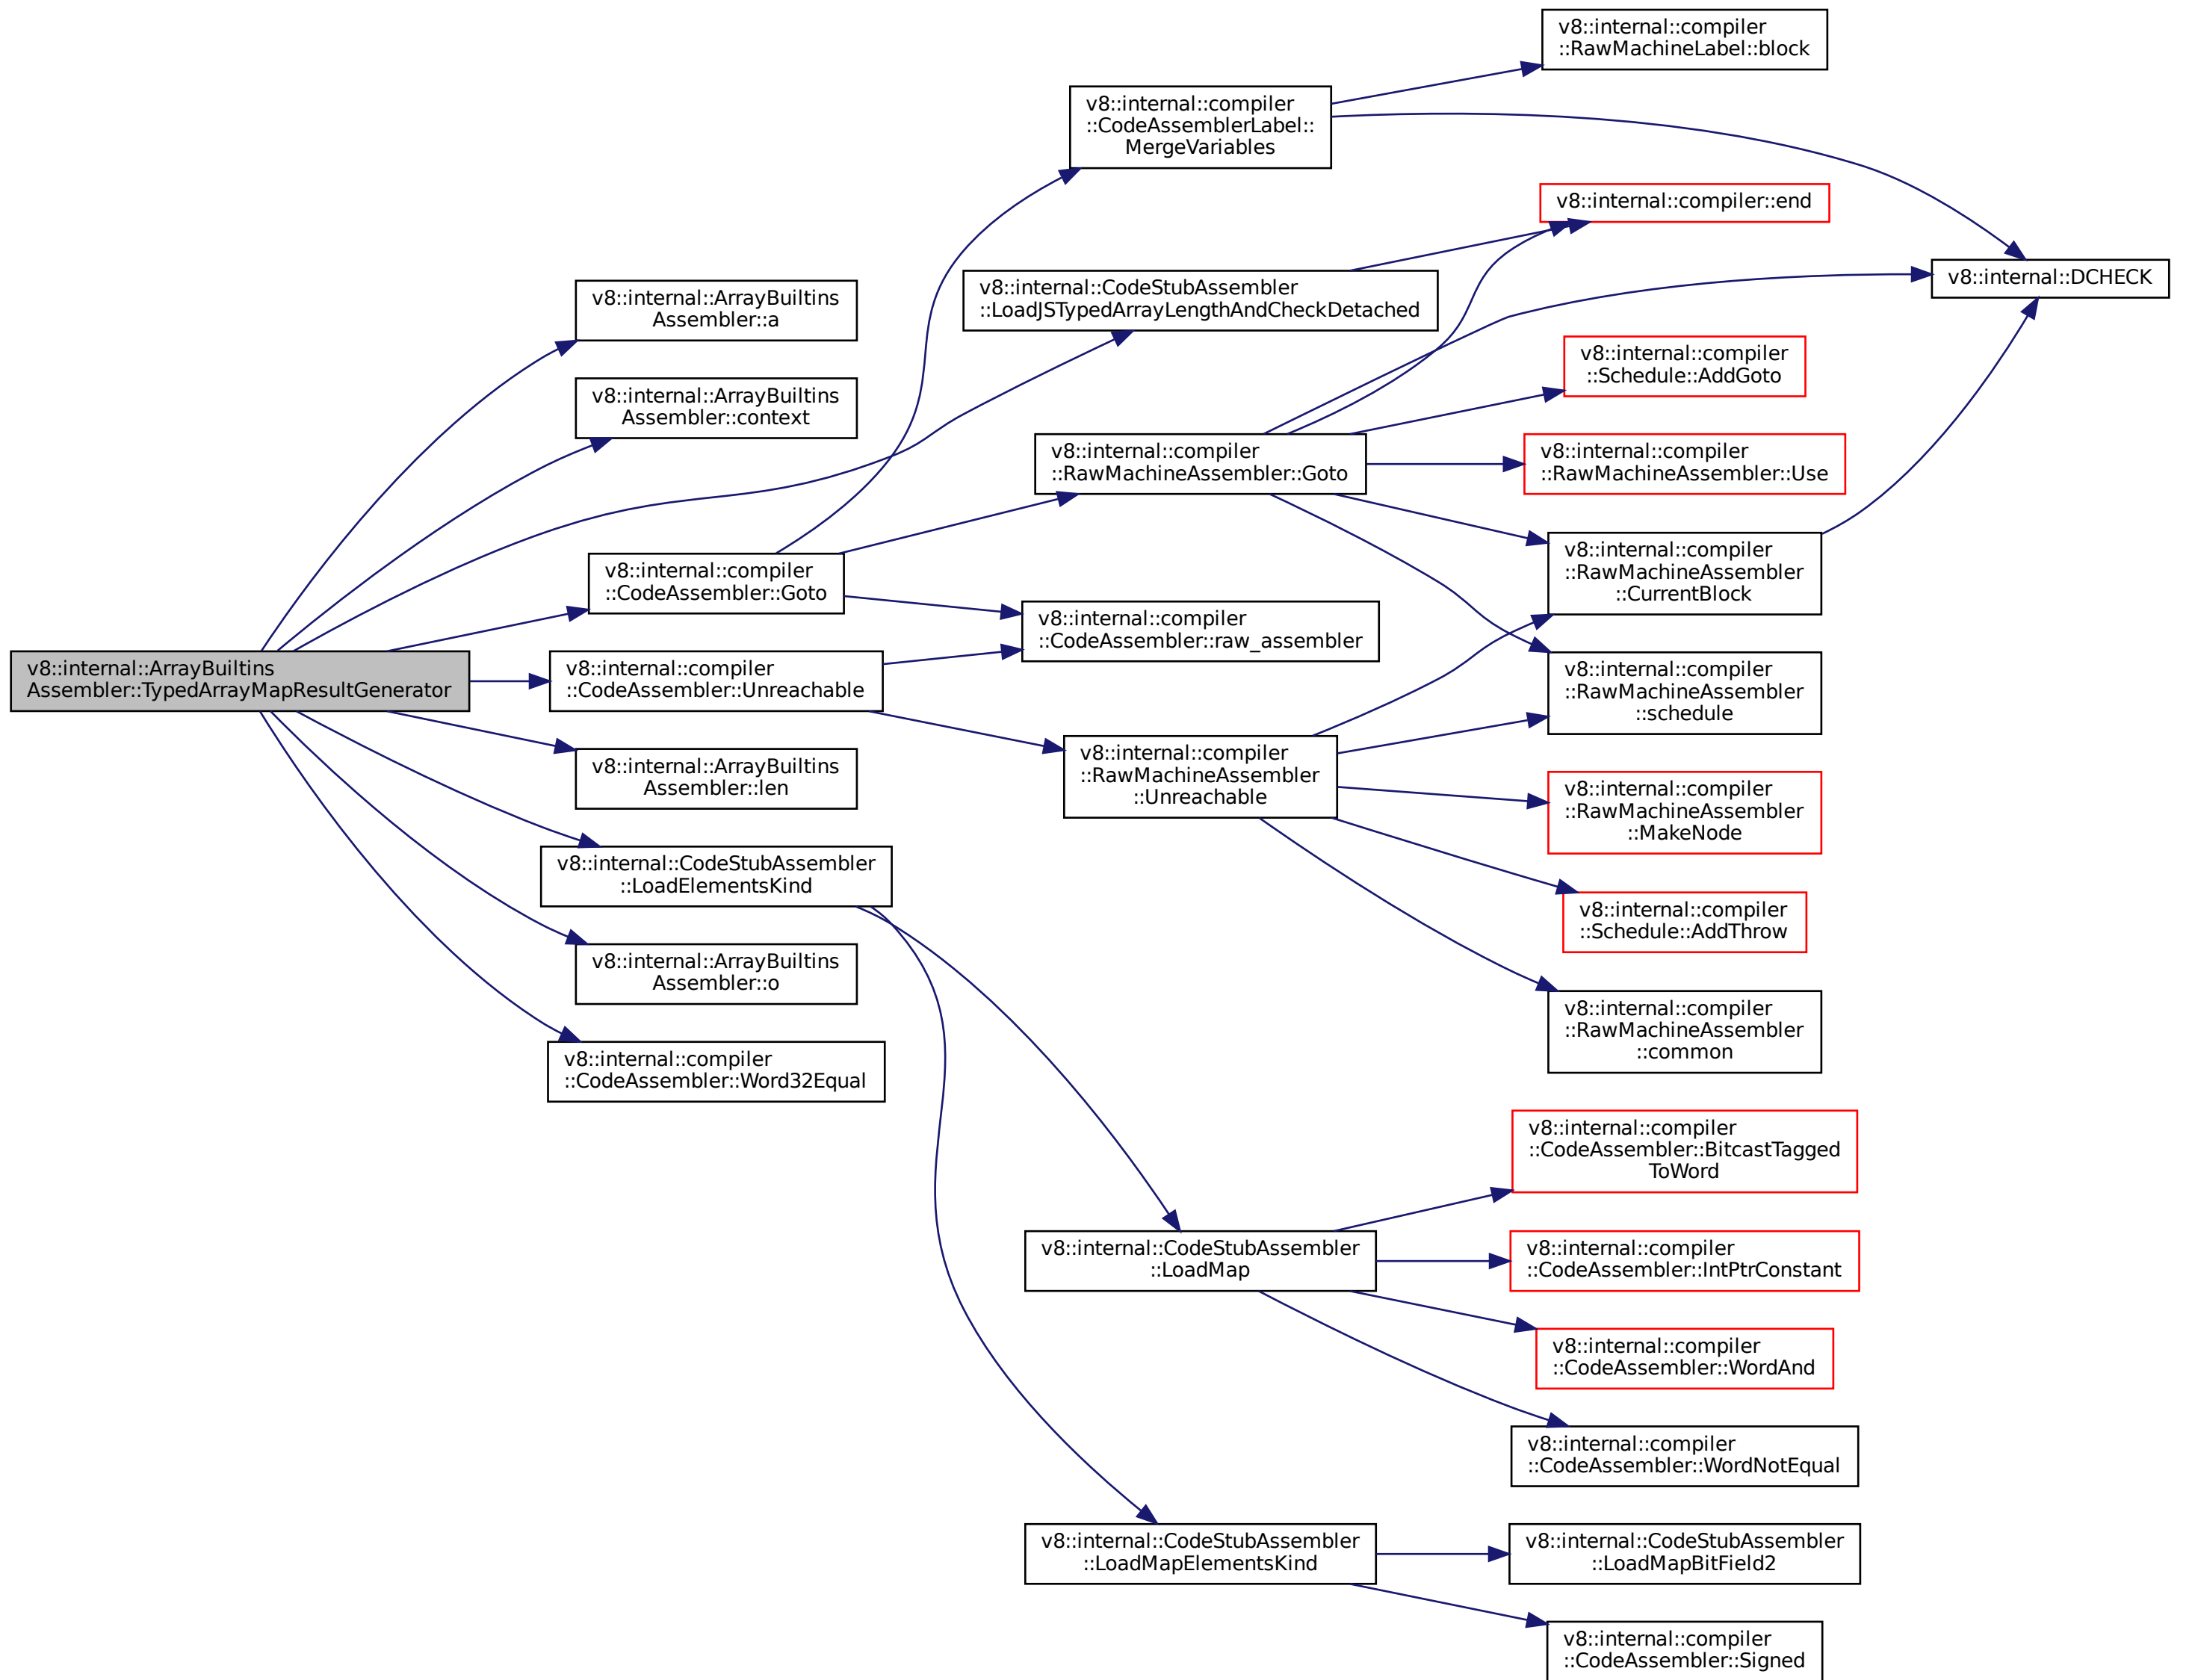 v8::internal::compiler
::RawMachineLabel::block
v8::internal::compiler
::CodeAssemblerLabel::
MergeVariables
v8::internal::compiler::end
v8::internal::DCHECK
v8::internal::ArrayBuiltins
Assembler::a
v8::internal::CodeStubAssembler
::LoadJSTypedArrayLengthAndCheckDetached
v8::internal::compiler
::Schedule::AddGoto
v8::internal::ArrayBuiltins
Assembler::context
v8::internal::compiler
::RawMachineAssembler::Goto
v8::internal::compiler
::RawMachineAssembler::Use
v8::internal::compiler
::CodeAssembler::Goto
v8::internal::compiler
::RawMachineAssembler
::CurrentBlock
v8::internal::compiler
::CodeAssembler::raw_assembler
v8::internal::ArrayBuiltins
Assembler::TypedArrayMapResultGenerator
v8::internal::compiler
::CodeAssembler::Unreachable
v8::internal::compiler
::RawMachineAssembler
::schedule
v8::internal::ArrayBuiltins
Assembler::len
v8::internal::compiler
::RawMachineAssembler
::Unreachable
v8::internal::compiler
::RawMachineAssembler
::MakeNode
v8::internal::CodeStubAssembler
::LoadElementsKind
v8::internal::compiler
::Schedule::AddThrow
v8::internal::ArrayBuiltins
Assembler::o
v8::internal::compiler
::RawMachineAssembler
::common
v8::internal::compiler
::CodeAssembler::Word32Equal
v8::internal::compiler
::CodeAssembler::BitcastTagged
ToWord
v8::internal::CodeStubAssembler
::LoadMap
v8::internal::compiler
::CodeAssembler::IntPtrConstant
v8::internal::compiler
::CodeAssembler::WordAnd
v8::internal::compiler
::CodeAssembler::WordNotEqual
v8::internal::CodeStubAssembler
::LoadMapElementsKind
v8::internal::CodeStubAssembler
::LoadMapBitField2
v8::internal::compiler
::CodeAssembler::Signed